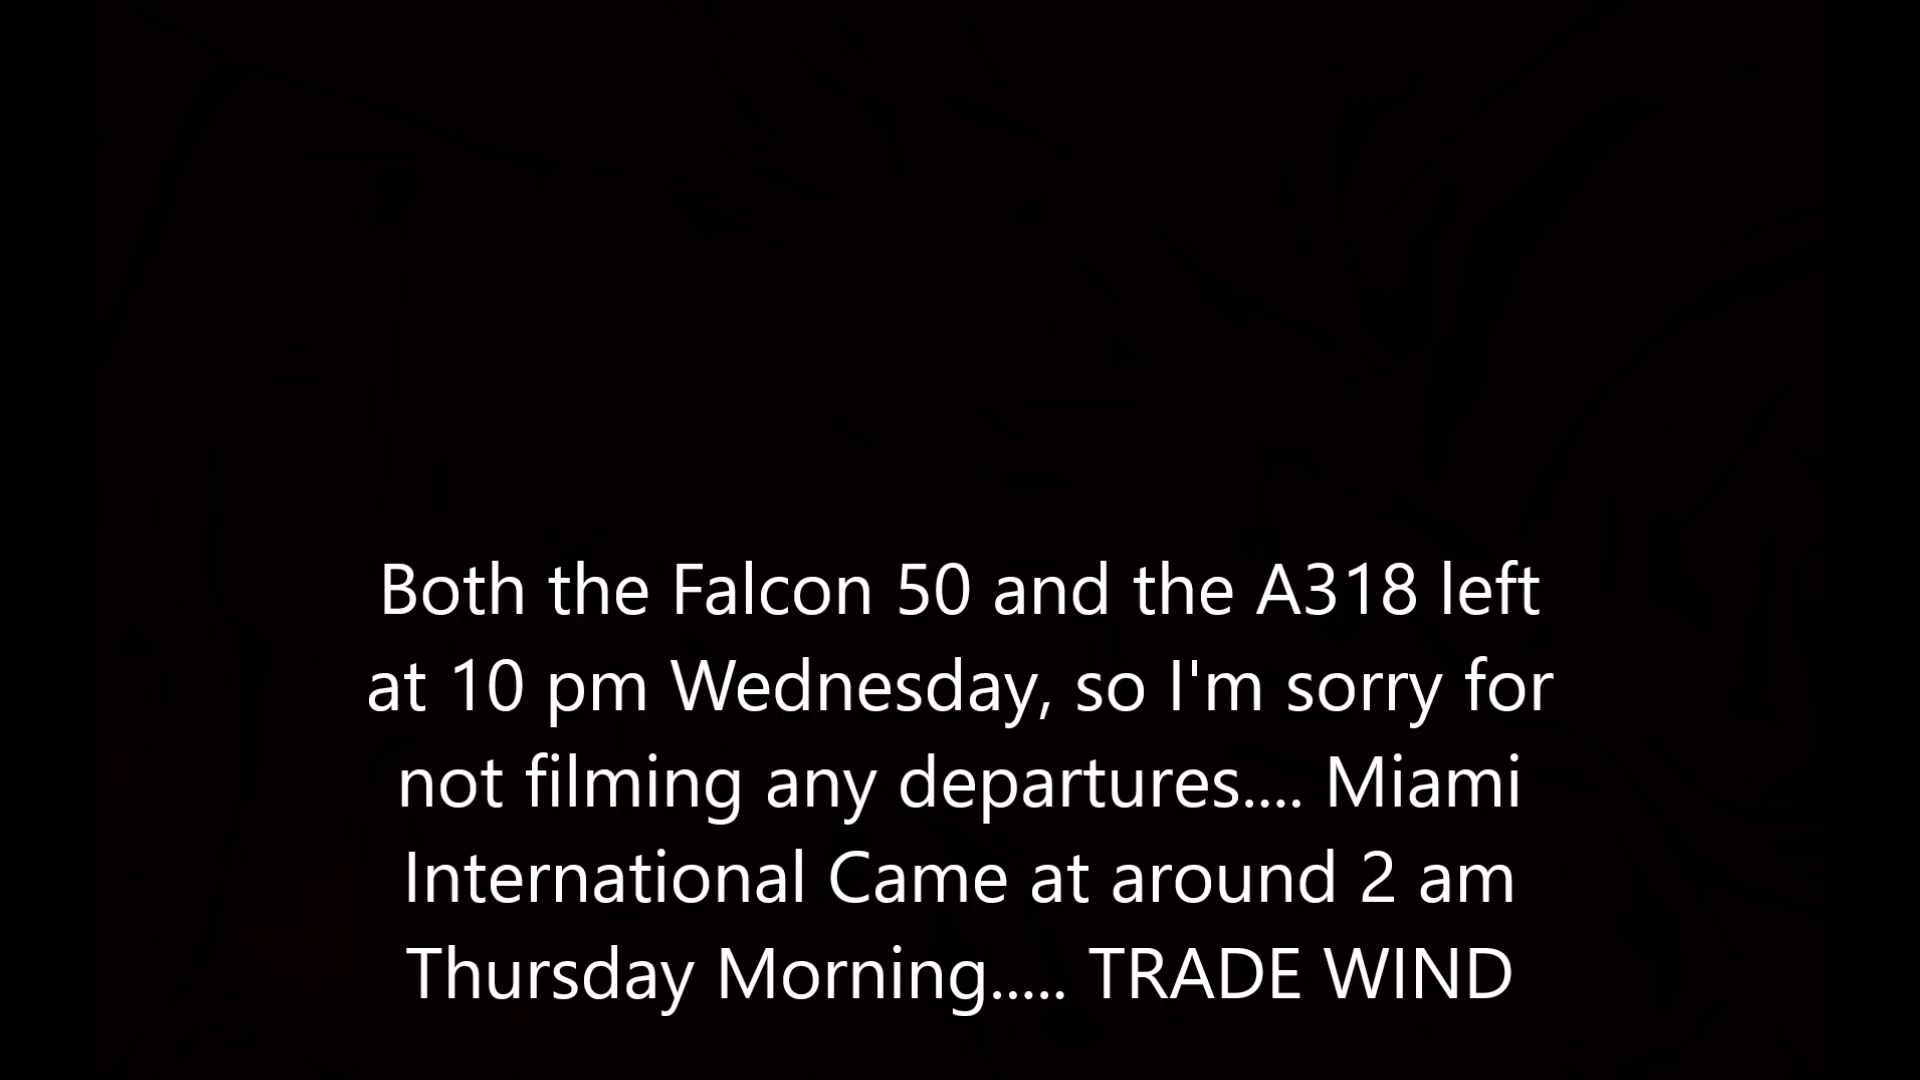 Both the Falcon 50 and the A318 left
at 10 pm Wednesday, so I'm sorry for
not filming any departures.... Miami
International Came at around 2 am
Thursday Morning..... TRADE WIND